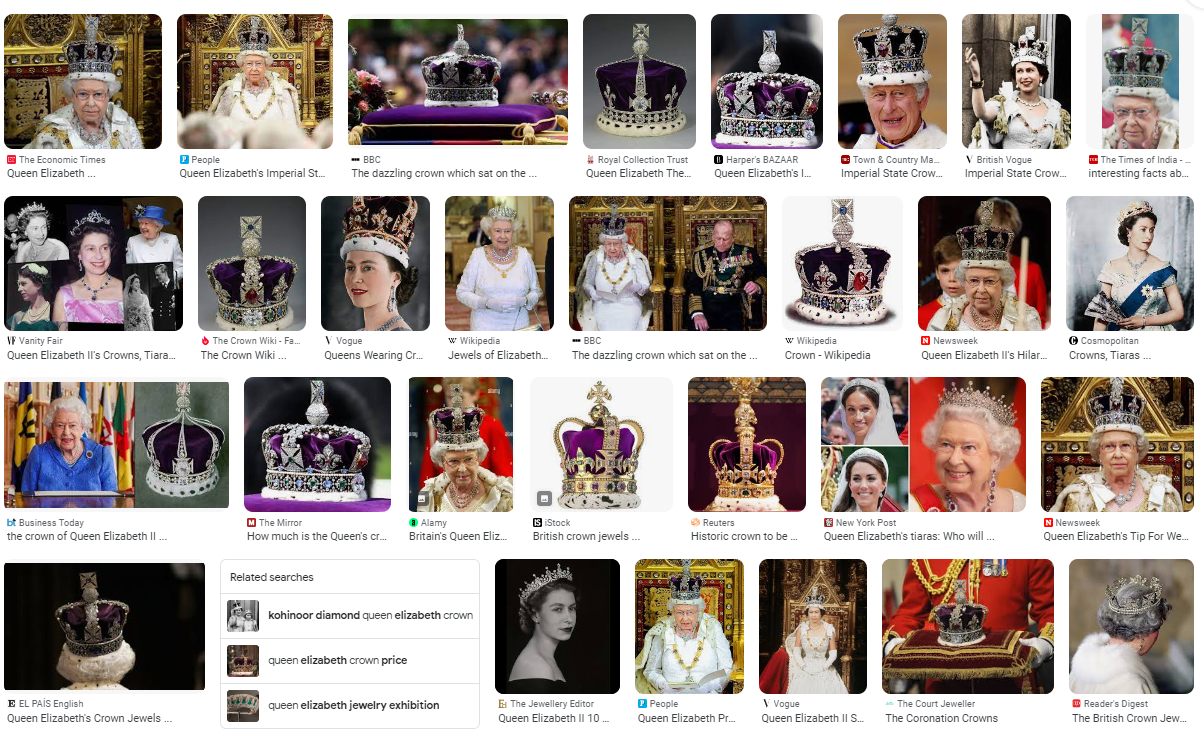 The Economic Times
Queen Elizabeth ...
People
Queen Elizabeth's Imperial St...
BBC
The dazzling crown which sat on the ...
Royal Collection Trust
Queen Elizabeth The...
Harper's BAZAAR
Queen Elizabeth's I...
Town & Country Ma...
Imperial State Crow...
British Vogue
Imperial State Crow...
The Times of India - ...
interesting facts ab...
Vanity Fair
Queen Elizabeth II's Crowns, Tiara...
The Crown Wiki - Fa...
The Crown Wiki ...
Vogue
Queens Wearing Cr...
Wikipedia
Jewels of Elizabeth...
BBC
The dazzling crown which sat on the ...
Wikipedia
Crown - Wikipedia
Newsweek
Queen Elizabeth II's Hilar...
Cosmopolitan
Crowns, Tiaras ...
Business Today
the crown of Queen Elizabeth II ...
The Mirror
How much is the Queen's cr...
Alamy
Britain's Queen Eliz...
iStock
British crown jewels ...
Reuters
Historic crown to be ...
New York Post
Queen Elizabeth's tiaras: Who will ...
Newsweek
Queen Elizabeth's Tip For We...
EL PAÍS English
Queen Elizabeth's Crown Jewels ...
Related searches
kohinoor diamond queen elizabeth crown
queen elizabeth crown price
queen elizabeth jewelry exhibition
The Jewellery Editor
Queen Elizabeth II 10 ...
People
Queen Elizabeth Pr...
Vogue
Queen Elizabeth II S...
The Court Jeweller
The Coronation Crowns
Reader's Digest
The British Crown Jew...